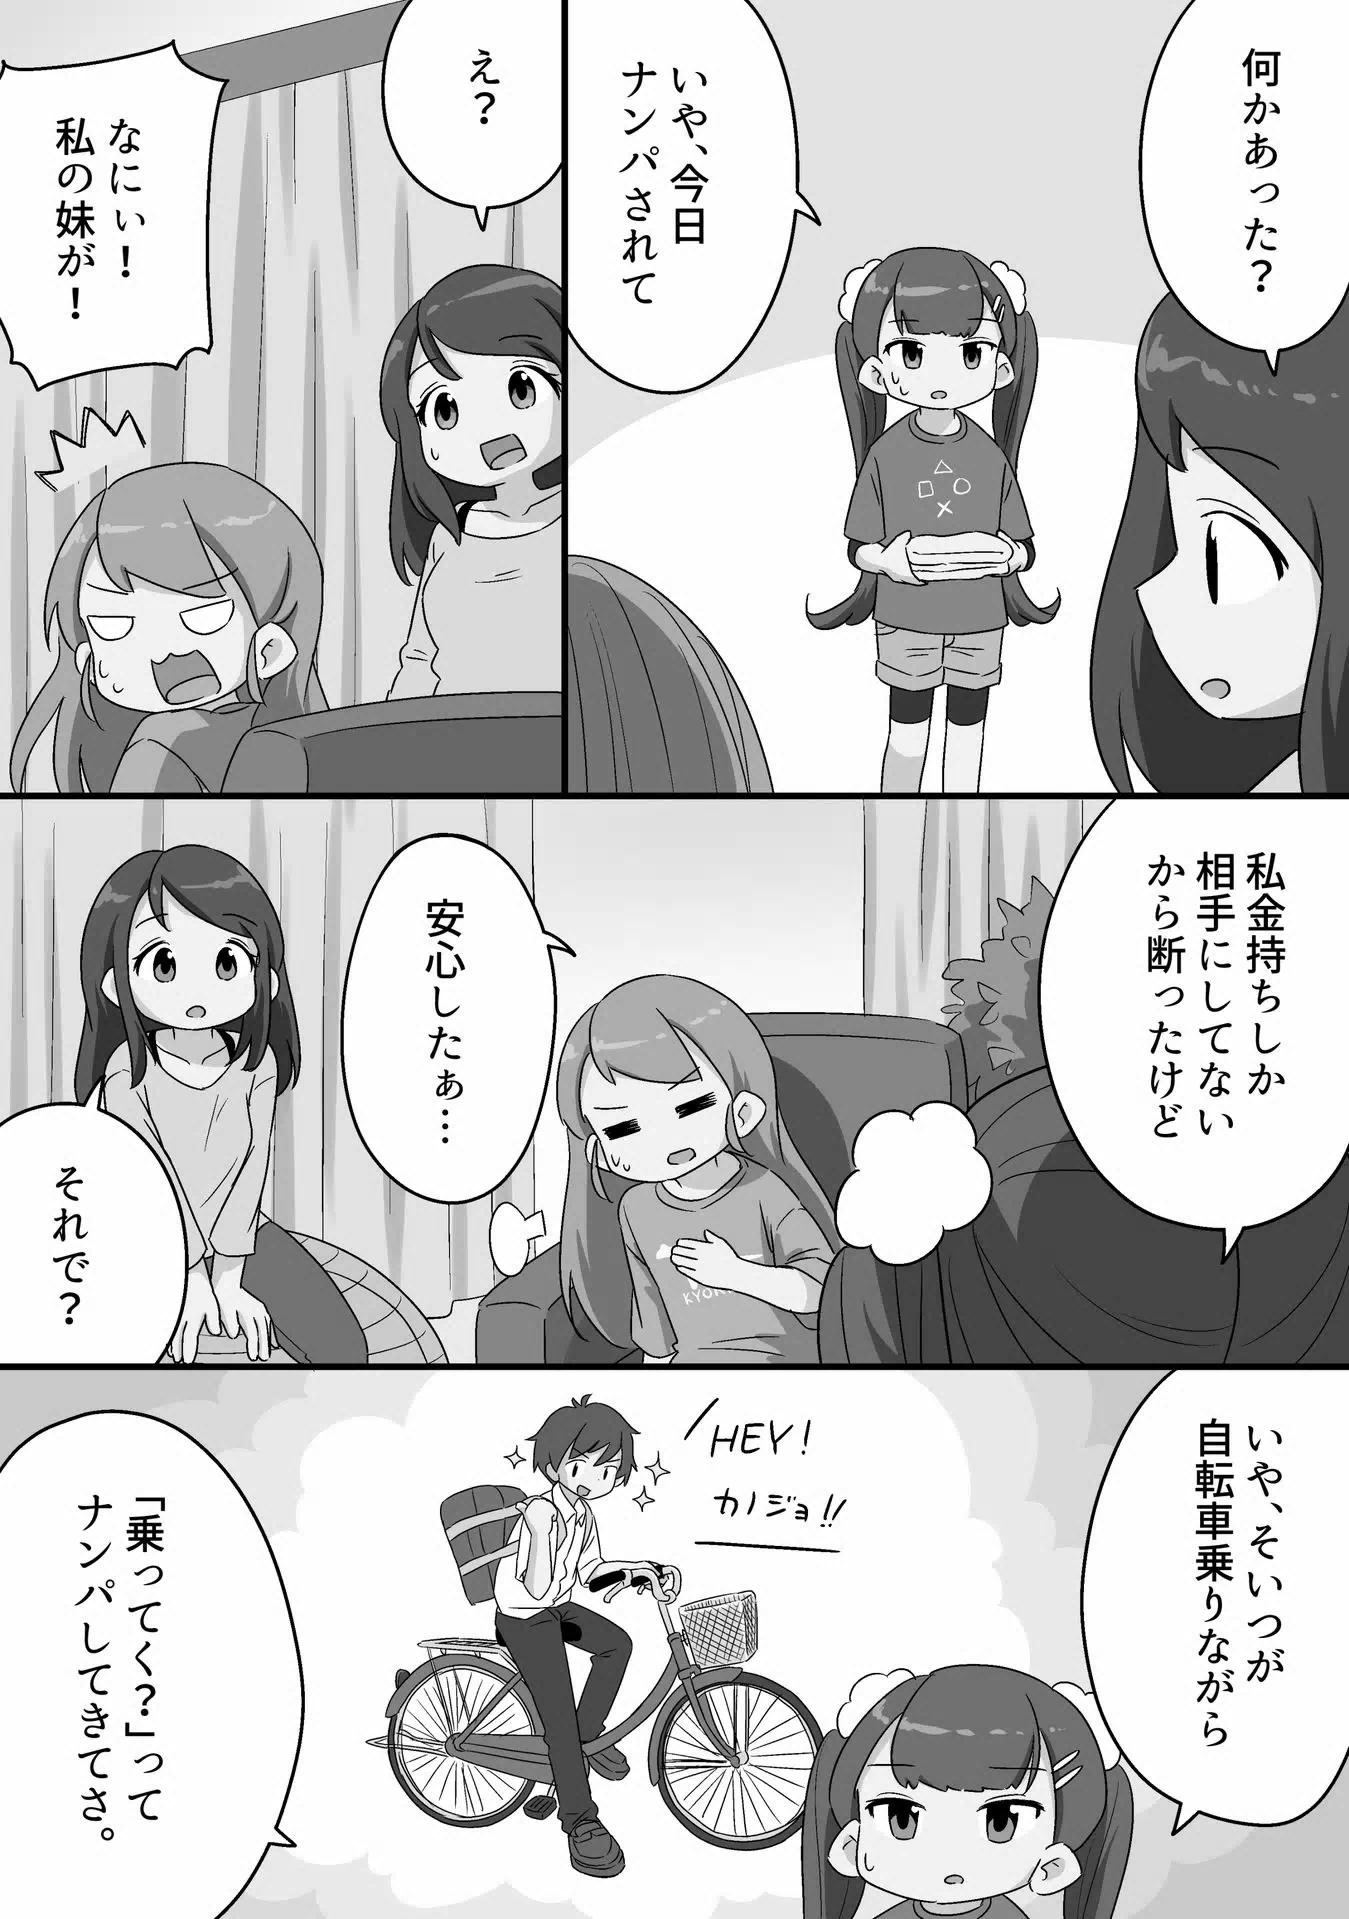 何かあった？
いや、今日
ナンパされて
え？
なにぃ！
私の妹が！
私金持ちしか
相手にしてない
から断ったけど
安心したぁ…
それで？
いや、そいつが
自転車乗りながら
HEY!
カノジョ!!
「乗ってく？」って
ナンパしてきてさ。